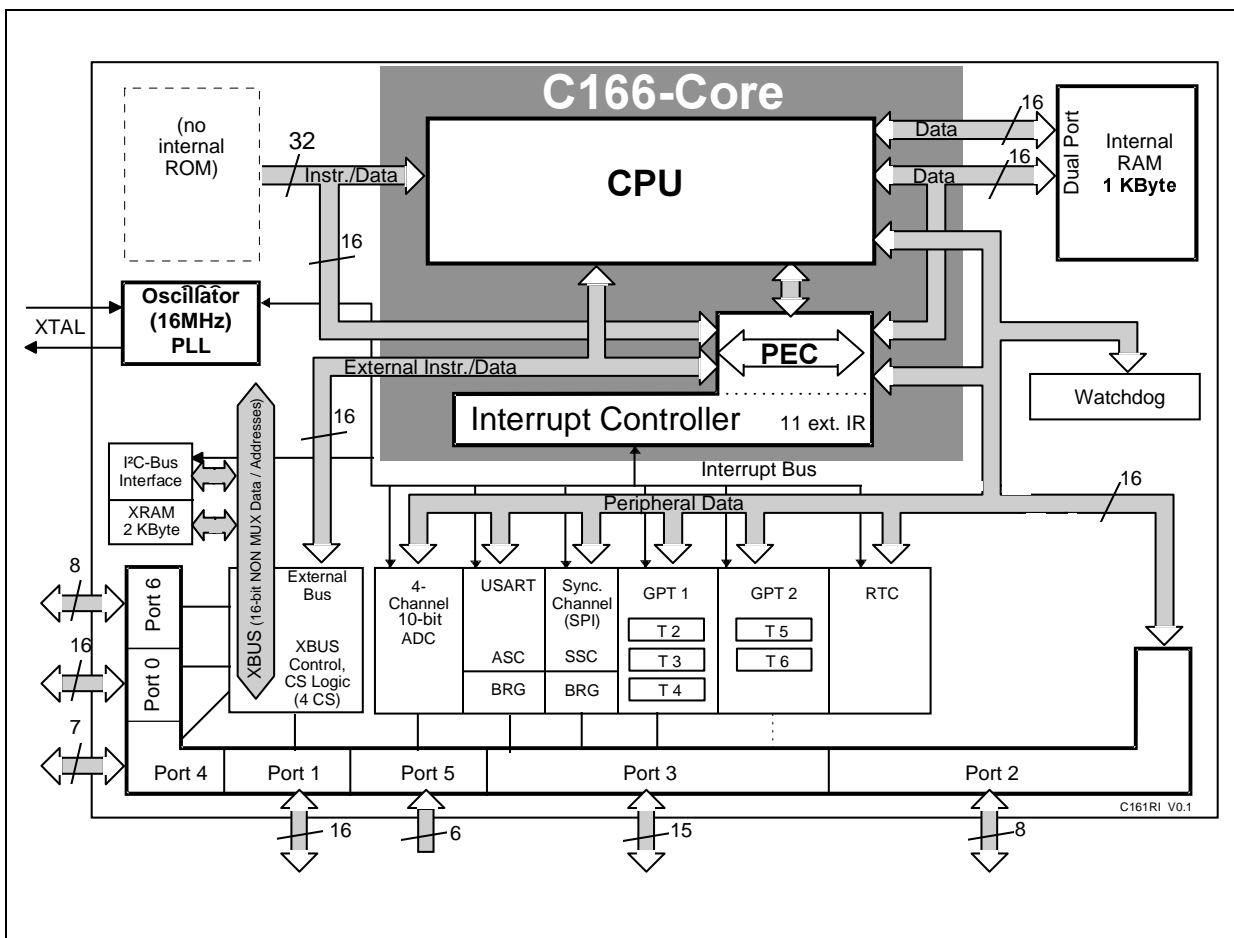 C166-Core
(no
internal
ROM)
32
Instr./Data
CPU
Data
16
Data
16
Dual Port
Internal
RAM
1 KByte
16
XTAL
Oscillator
(16MHz)
PLL
PEC
External Instr./Data
Interrupt Controller
11 ext. IR
Watchdog
16
Interrupt Bus
Peripheral Data
16
I²C-Bus
Interface
XRAM
2 KByte
XBUS (16-bit NON MUX Data / Addresses)
8
Port 6
16
Port 0
7
External
Bus
XBUS
Control,
CS Logic
(4 CS)
4-
Channel
10-bit
ADC
USART
ASC
BRG
Sync.
Channel
(SPI)
SSC
BRG
GPT 1
T 2
T 3
T 4
GPT 2
T 5
T 6
RTC
Port 4
Port 1
Port 5
Port 3
Port 2
C161RI V0.1
16
6
15
8